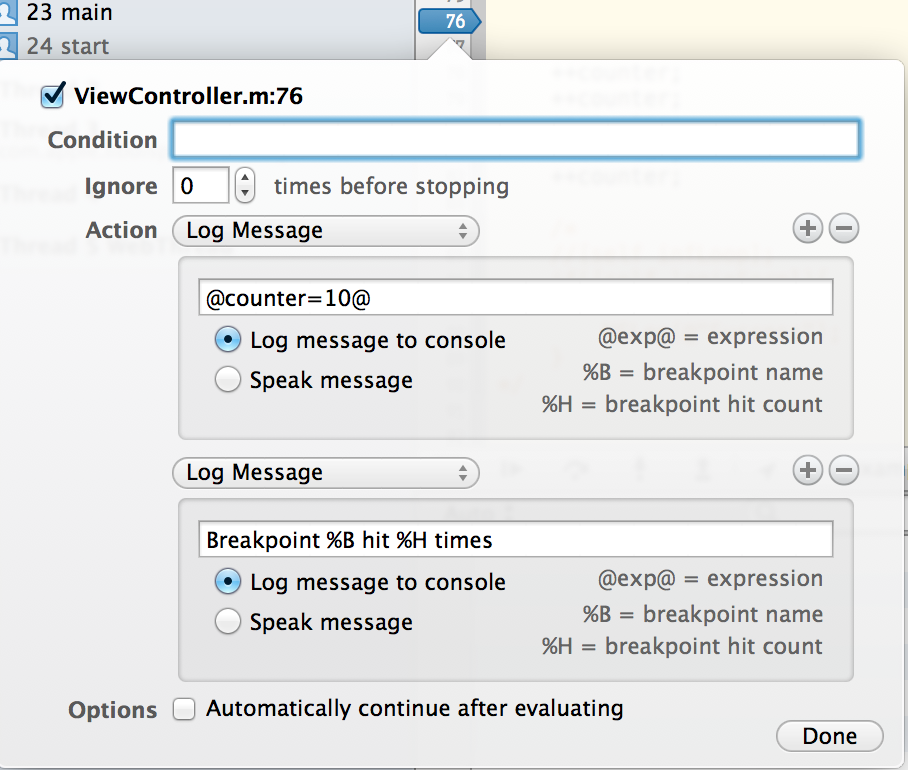 23 main
24 start
76
ViewController.m:76
Condition
Ignore 0 times before stopping
Action Log Message
@counter=10@
Log message to console @exp@ = expression
Speak message %B = breakpoint name
%H = breakpoint hit count
Log Message
Breakpoint %B hit %H times
Log message to console @exp@ = expression
Speak message %B = breakpoint name
%H = breakpoint hit count
Options Automatically continue after evaluating
Done